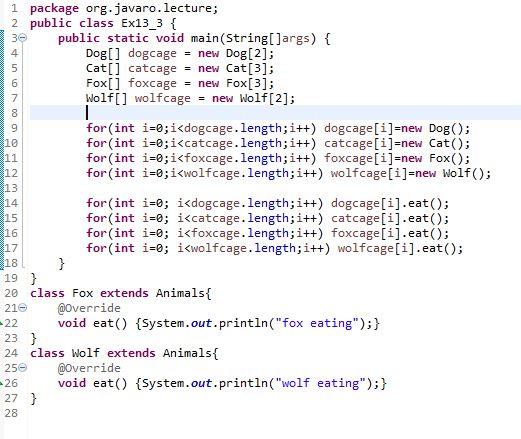 1 package org.javaro.lecture;
2 public class Ex13_3 {
3 public static void main(String[]args) {
4 Dog[] dogcage = new Dog[2];
5 Cat[] catcage = new Cat[3];
6 Fox[] foxcage = new Fox[3];
7 Wolf[] wolfcage = new Wolf[2];
8
9 for(int i=0;i<dogcage.length;i++) dogcage[i]=new Dog();
10 for(int i=0;i<catcage.length;i++) catcage[i]=new Cat();
11 for(int i=0;i<foxcage.length;i++) foxcage[i]=new Fox();
12 for(int i=0;i<wolfcage.length;i++) wolfcage[i]=new Wolf();
13
14 for(int i=0; i<dogcage.length;i++) dogcage[i].eat();
15 for(int i=0; i<catcage.length;i++) catcage[i].eat();
16 for(int i=0; i<foxcage.length;i++) foxcage[i].eat();
17 for(int i=0; i<wolfcage.length;i++) wolfcage[i].eat();
18 }
19 }
20 class Fox extends Animals{
21 @Override
22 void eat() {System.out.println("fox eating");}
23 }
24 class Wolf extends Animals{
25 @Override
26 void eat() {System.out.println("wolf eating");}
27 }
28